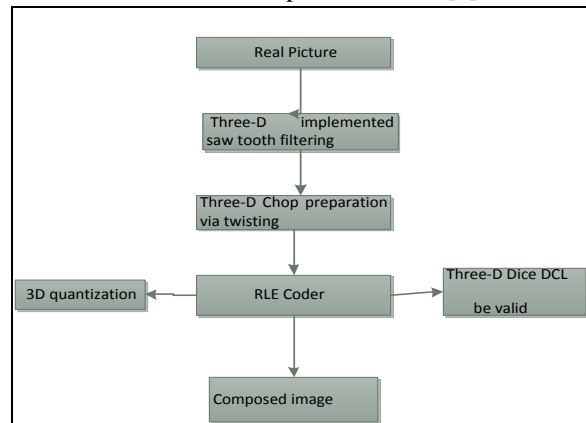 Real Picture
Three-D implemented
saw tooth filtering
Three-D Chop preparation
via twisting
3D quantization
RLE Coder
Three-D Dice DCL
be valid
Composed image